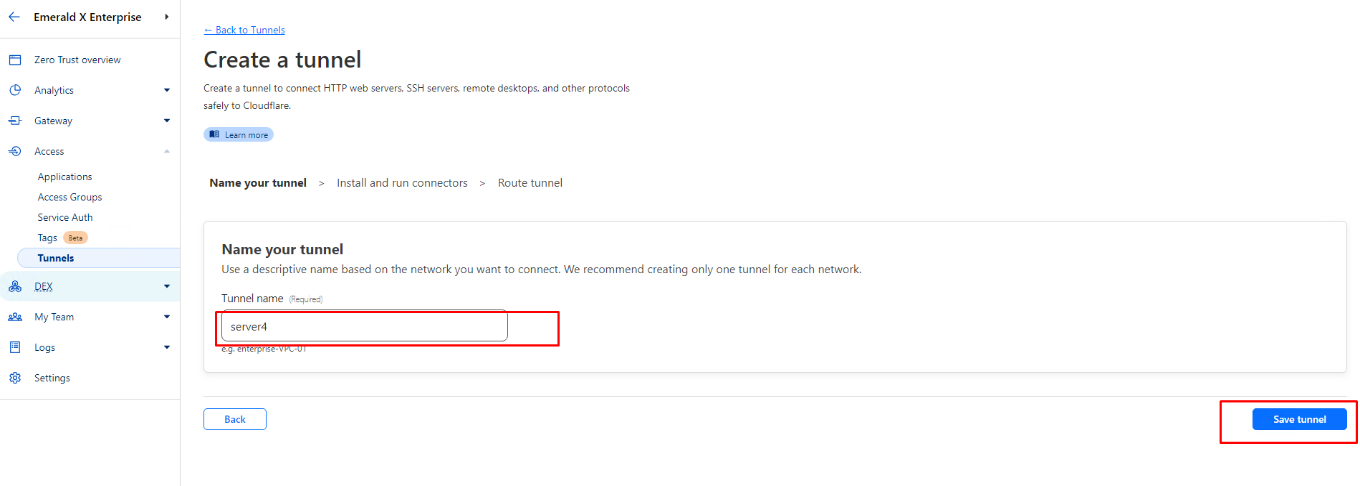 Emerald X Enterprise
Zero Trust overview
Analytics
Gateway
Access
Applications
Access Groups
Service Auth
Tags Beta
Tunnels
DEX
My Team
Logs
Settings
← Back to Tunnels
Create a tunnel
Create a tunnel to connect HTTP web servers, SSH servers, remote desktops, and other protocols
safely to Cloudflare.
Learn more
Name your tunnel > Install and run connectors > Route tunnel
Name your tunnel
Use a descriptive name based on the network you want to connect. We recommend creating only one tunnel for each network.
Tunnel name (Required)
server4
e.g. enterprise-VPC-01
Back
Save tunnel